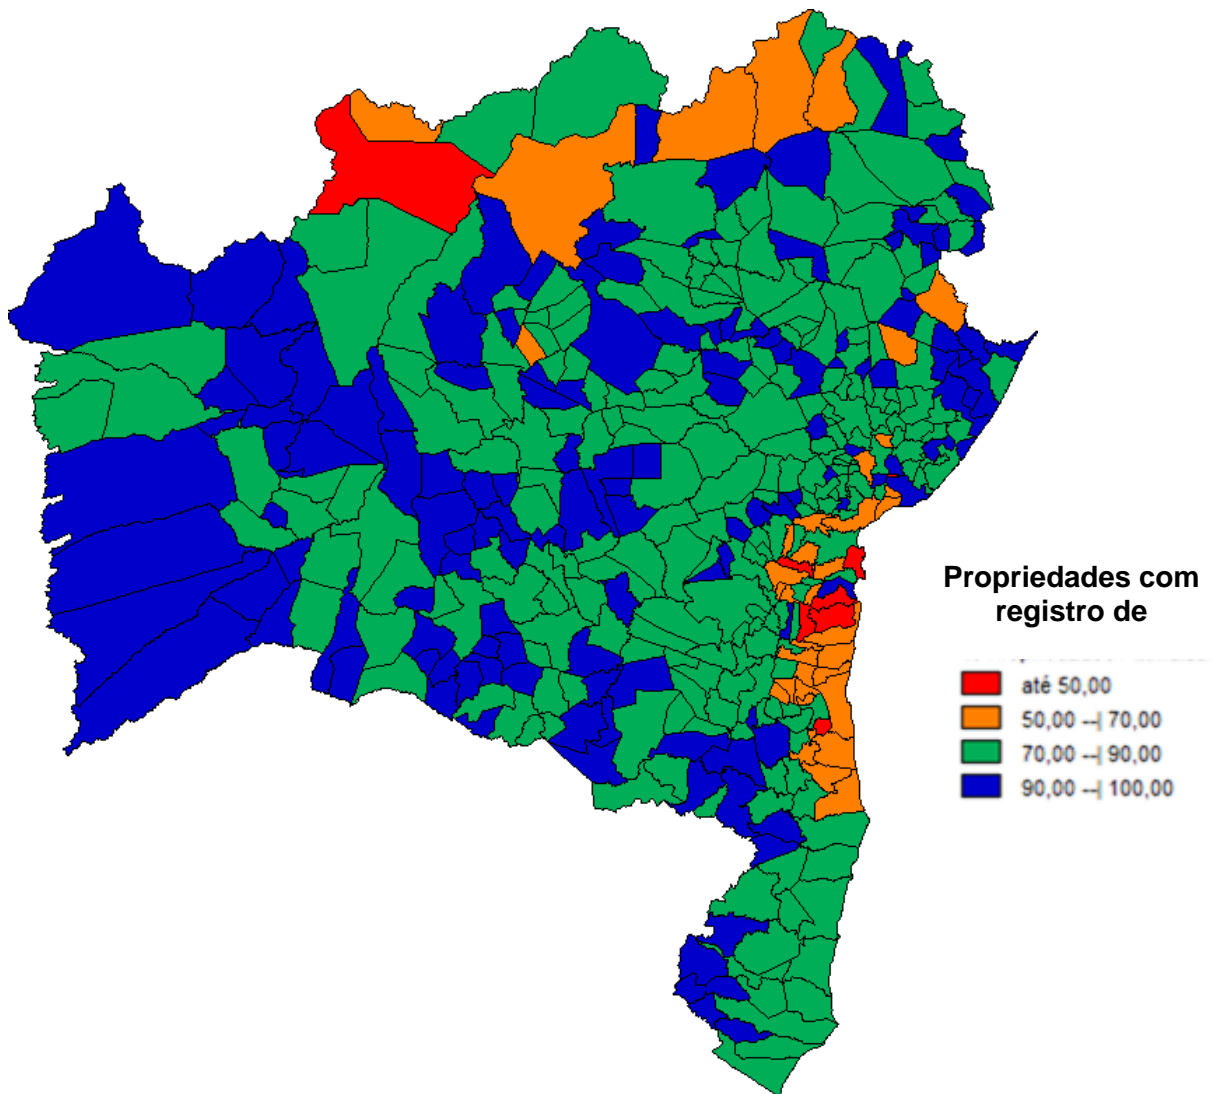 Propriedades com
registro de
até 50,00
50,00 --| 70,00
70,00 --| 90,00
90,00 --| 100,00